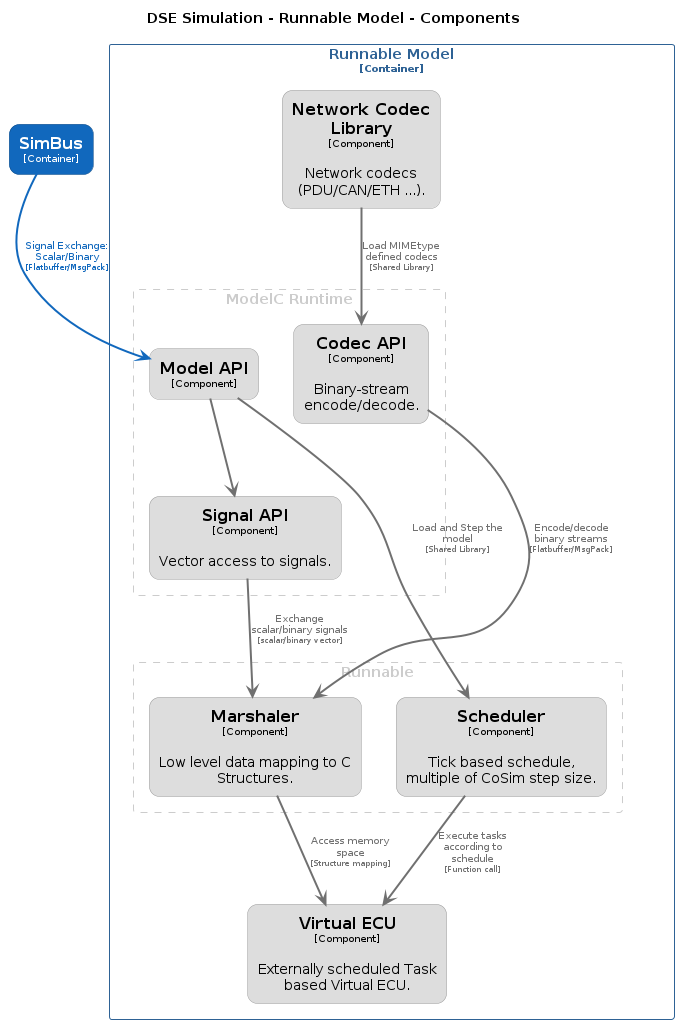 DSE Simulation - Runnable Model - Components
Runnable Model
[Container]
Network Codec
Library
[Component]
Network codecs
(PDU/CAN/ETH ...).
SimBus
[Container]
Signal Exchange:
Scalar/Binary
[Flatbuffer/MsgPack]
Load MIMEtype
defined codecs
[Shared Library]
ModelC Runtime
Model API
[Component]
Codec API
[Component]
Binary-stream
encode/decode.
Signal API
[Component]
Vector access to signals.
Load and Step the
model
[Shared Library]
Encode/decode
binary streams
[Flatbuffer/MsgPack]
Exchange
scalar/binary signals
[scalar/binary vector]
Runnable
Marshaler
[Component]
Low level data mapping to C
Structures.
Scheduler
[Component]
Tick based schedule,
multiple of CoSim step size.
Access memory
space
[Structure mapping]
Execute tasks
according to
schedule
[Function call]
Virtual ECU
[Component]
Externally scheduled Task
based Virtual ECU.